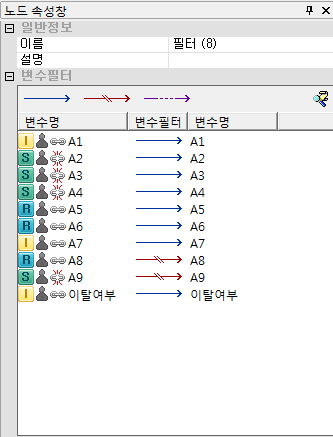 노드 속성창
일반정보
이름 필터 (8)
설명
변수필터
변수명 변수필터 변수명
I A1 A1
S A2 A2
S A3 A3
S A4 A4
R A5 A5
R A6 A6
I A7 A7
R A8 A8
S A9 A9
I 이탈여부 이탈여부